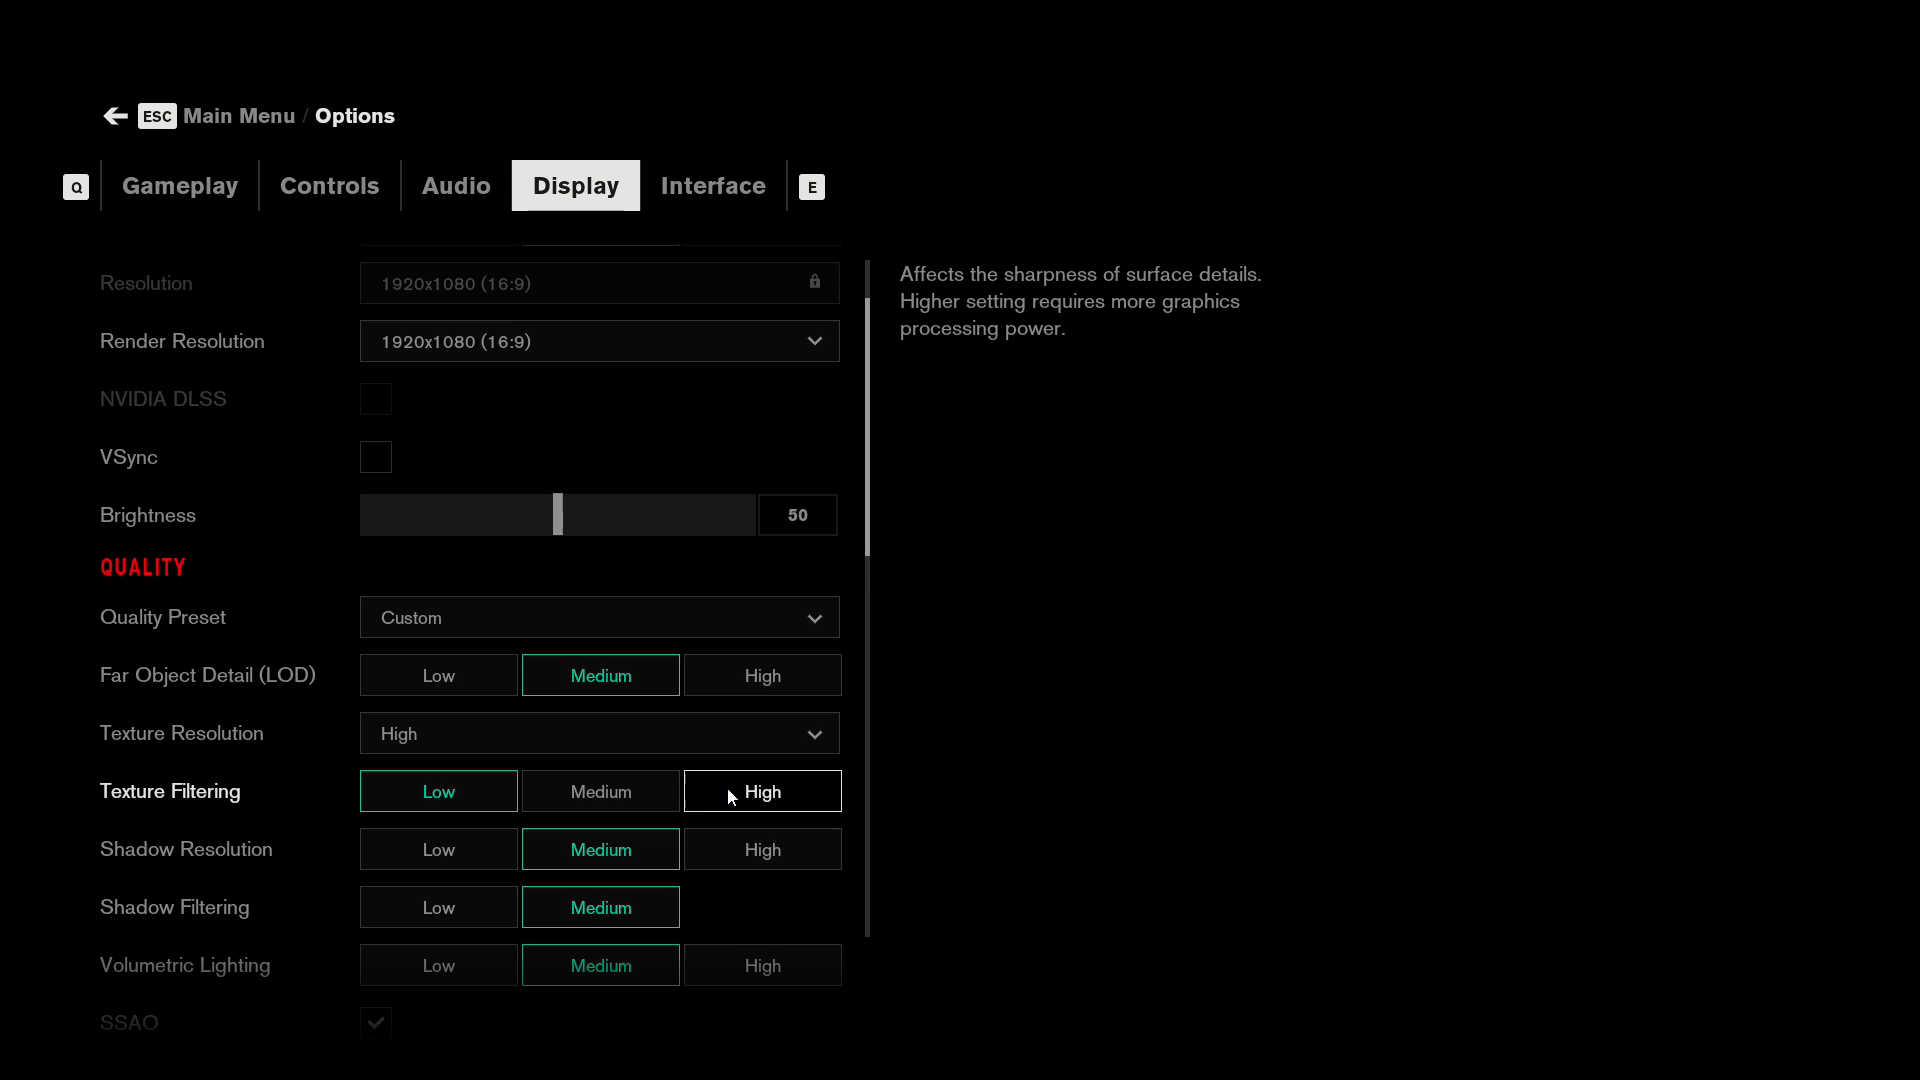 ESC Main Menu / Options
Q Gameplay Controls Audio Display Interface E
Resolution 1920x1080 (16:9)
Render Resolution 1920x1080 (16:9)
NVIDIA DLSS
VSync
Brightness 50
QUALITY
Quality Preset Custom
Far Object Detail (LOD) Low Medium High
Texture Resolution High
Texture Filtering Low Medium High
Shadow Resolution Low Medium High
Shadow Filtering Low Medium
Volumetric Lighting Low Medium High
SSAO
Affects the sharpness of surface details.
Higher setting requires more graphics
processing power.